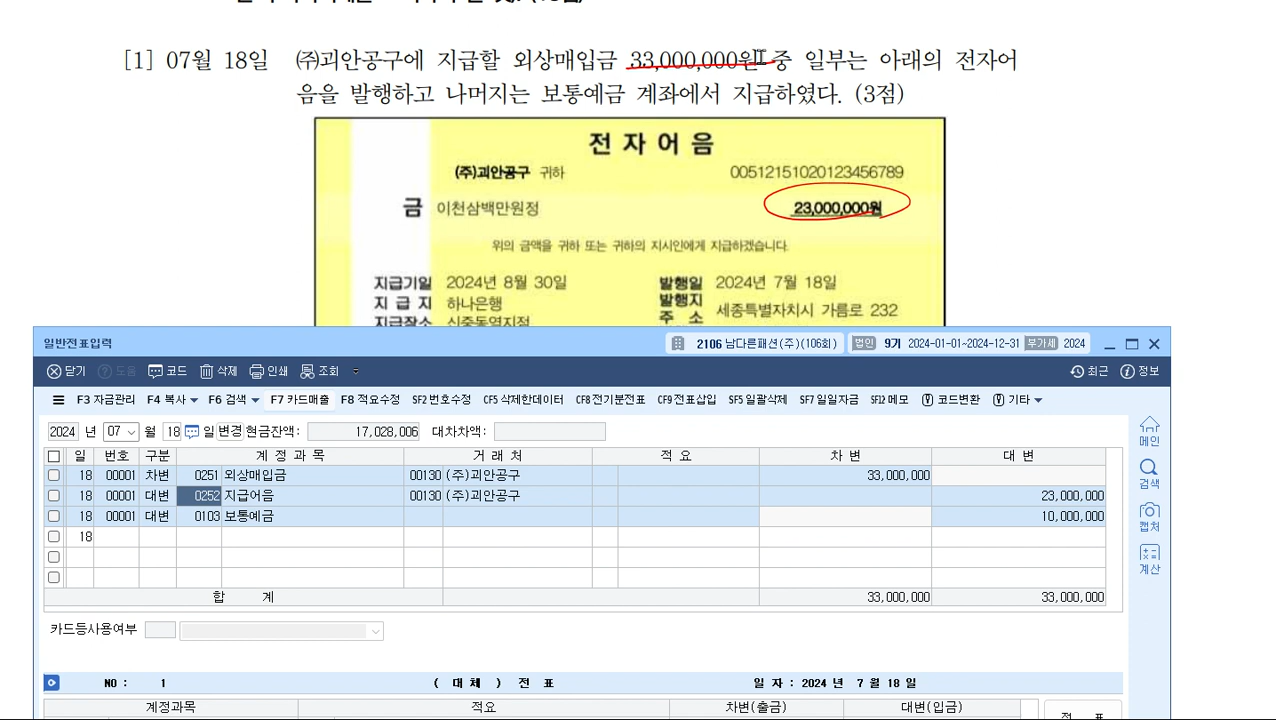 [1] 07월 18일 ㈜괴안공구에 지급할 외상매입금 33,000,000원 중 일부는 아래의 전자어
음을 발행하고 나머지는 보통예금 계좌에서 지급하였다. (3점)
전 자 어 음
(주)괴안공구 귀하 00512151020123456789
금 이천삼백만원정 23,000,000원
위의 금액을 귀하 또는 귀하의 지시인에게 지급하겠습니다.
지급기일 2024년 8월 30일 발행일 2024년 7월 18일
지 급 지 하나은행 발행지 세종특별자치시 가름로 232
지급장소 신중동역지점 주 소
일반전표입력 2106 남다른패션(주)(106회) 법인 9기 2024-01-01~2024-12-31 부가세 2024
닫기 도움 코드 삭제 인쇄 조회 최근 정보
F3 자금관리 F4 복사 F6 검색 F7 카드매출 F8 적요수정 SF2 번호수정 CF5 삭제한데이터 CF8 전기분전표 CF9 전표삽입 SF5 일괄삭제 SF7 일일자금 SF12 메모 코드변환 기타
2024 년 07 월 18 일 변경 현금잔액: 17,028,006 대차차액:
일 번호 구분 계 정 과 목 거 래 처 적 요 차 변 대 변
18 00001 차변 0251 외상매입금 00130 (주)괴안공구 33,000,000
18 00001 대변 0252 지급어음 00130 (주)괴안공구 23,000,000
18 00001 대변 0103 보통예금 10,000,000
18
합 계 33,000,000 33,000,000
메인
검색
캡처
계산
카드등사용여부
NO : 1 ( 대 체 ) 전 표 일 자 : 2024 년 7 월 18 일
계정과목 적요 차변(출금) 대변(입금) 전 표